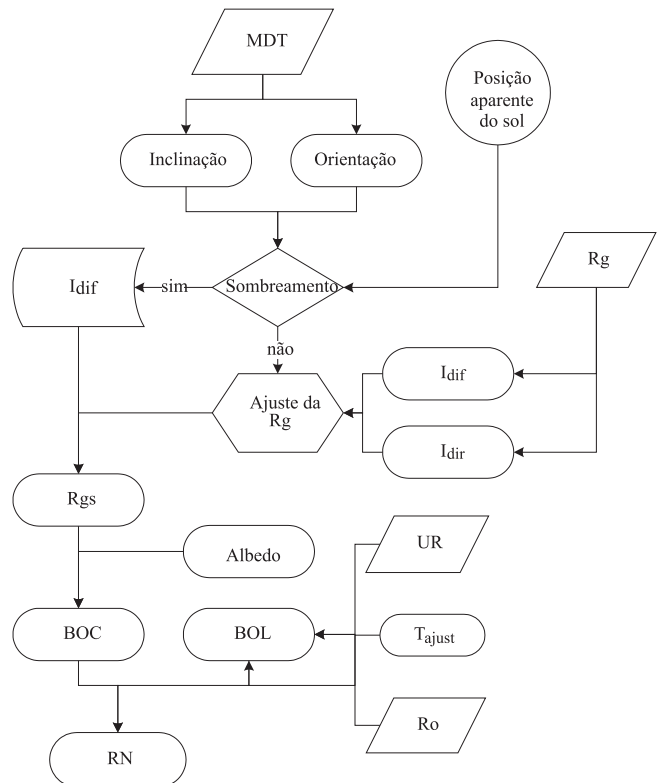 MDT
Posição
aparente
do sol
Inclinação
Orientação
Rg
Idif
sim
Sombreamento
não
Idif
Ajuste da
Rg
Idir
Rgs
UR
Albedo
BOC
BOL
Tajust
Ro
RN